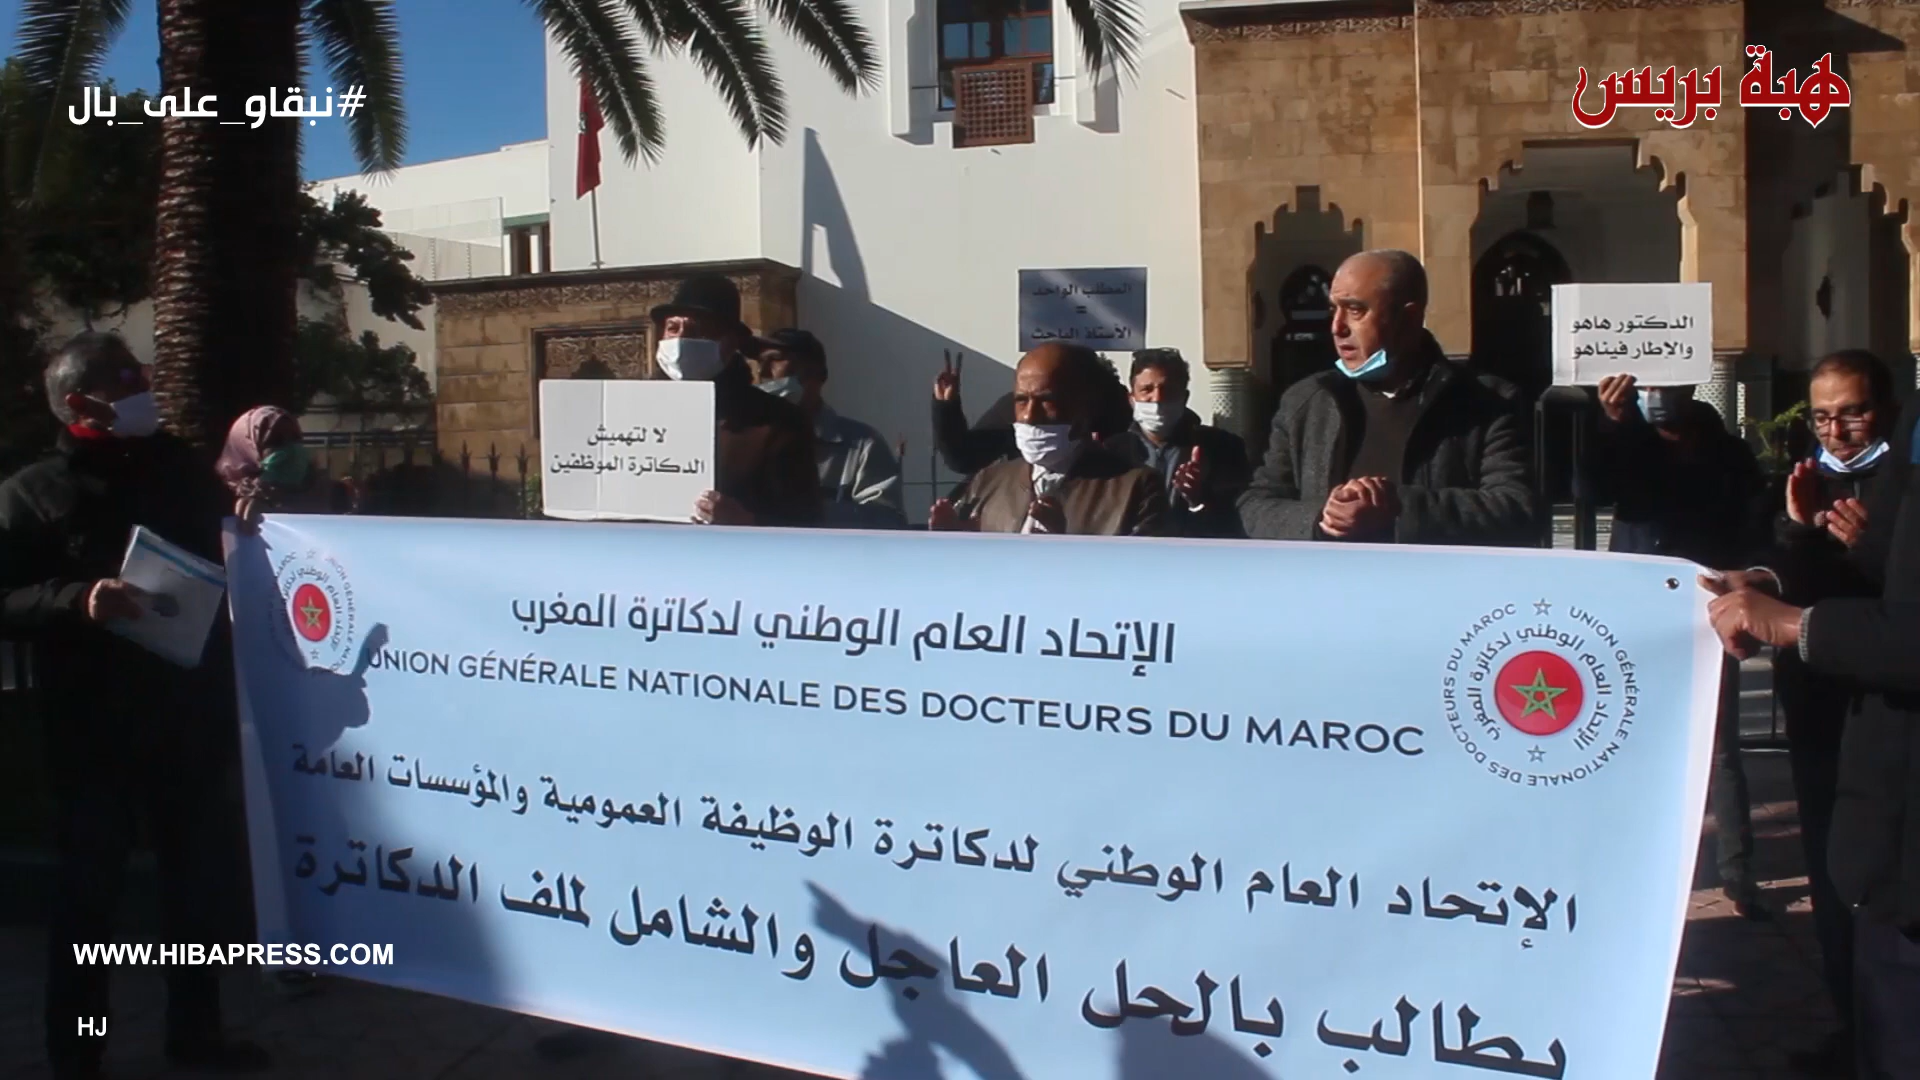 #نبقاو_على_بال
هبة بريس
المطلب الواحد
=
الأستاذ الباحث
الدكتور هاهو
والاطار فيناهو
لا لتهميش
الدكاترة الموظفين
الإتحاد العام الوطني لدكاترة المغرب
UNION GÉNÉRALE NATIONALE DES DOCTEURS DU MAROC
الإتحاد العام الوطني لدكاترة المغرب
UNION GÉNÉRALE NATIONALE DES DOCTEURS DU MAROC
الإتحاد العام الوطني لدكاترة الوظيفة العمومية والمؤسسات العامة
يطالب بالحل العاجل والشامل لملف الدكاترة
WWW.HIBAPRESS.COM
HJ